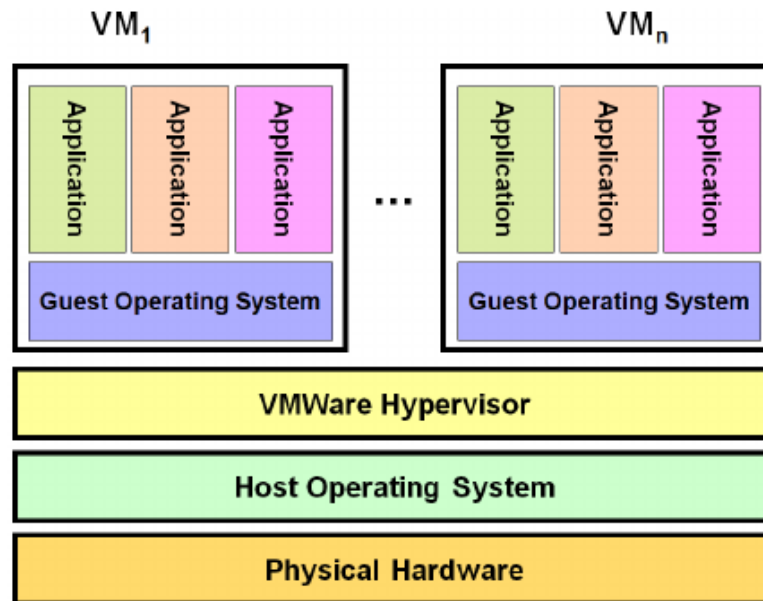 VM1 VMn
Application Application Application ... Application Application Application
Guest Operating System Guest Operating System
VMWare Hypervisor
Host Operating System
Physical Hardware